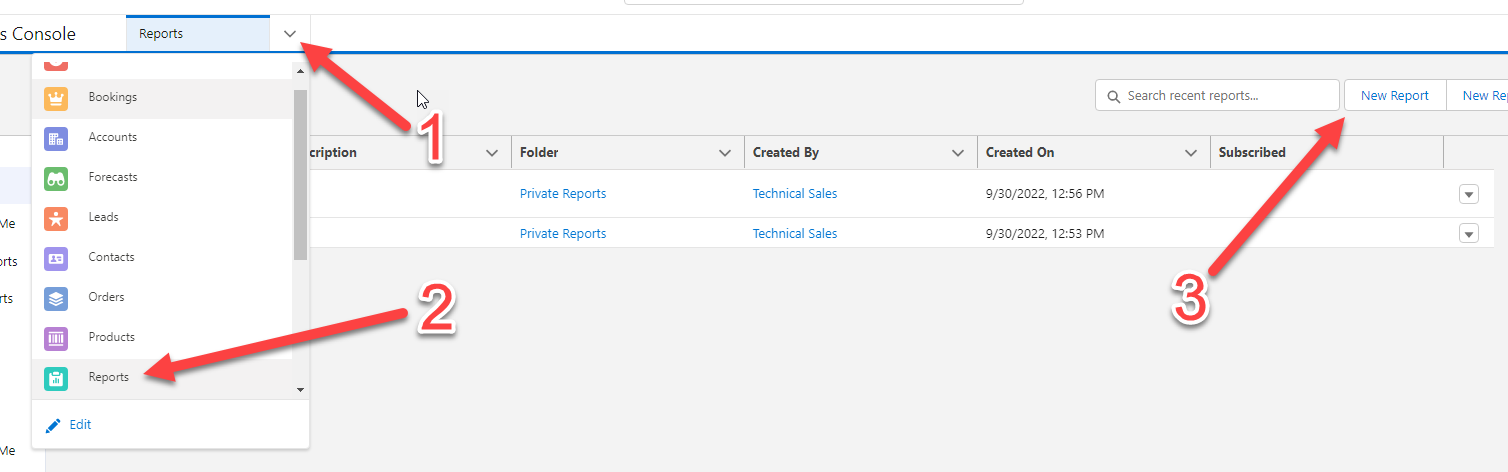 s Console
Reports
Bookings
Accounts
Forecasts
Leads
Contacts
Orders
Products
Reports
Edit
Search recent reports...
New Report
New Re
1
2
3
cription Folder Created By Created On Subscribed
Private Reports Technical Sales 9/30/2022, 12:56 PM
Private Reports Technical Sales 9/30/2022, 12:53 PM
Me
orts
rts
Me